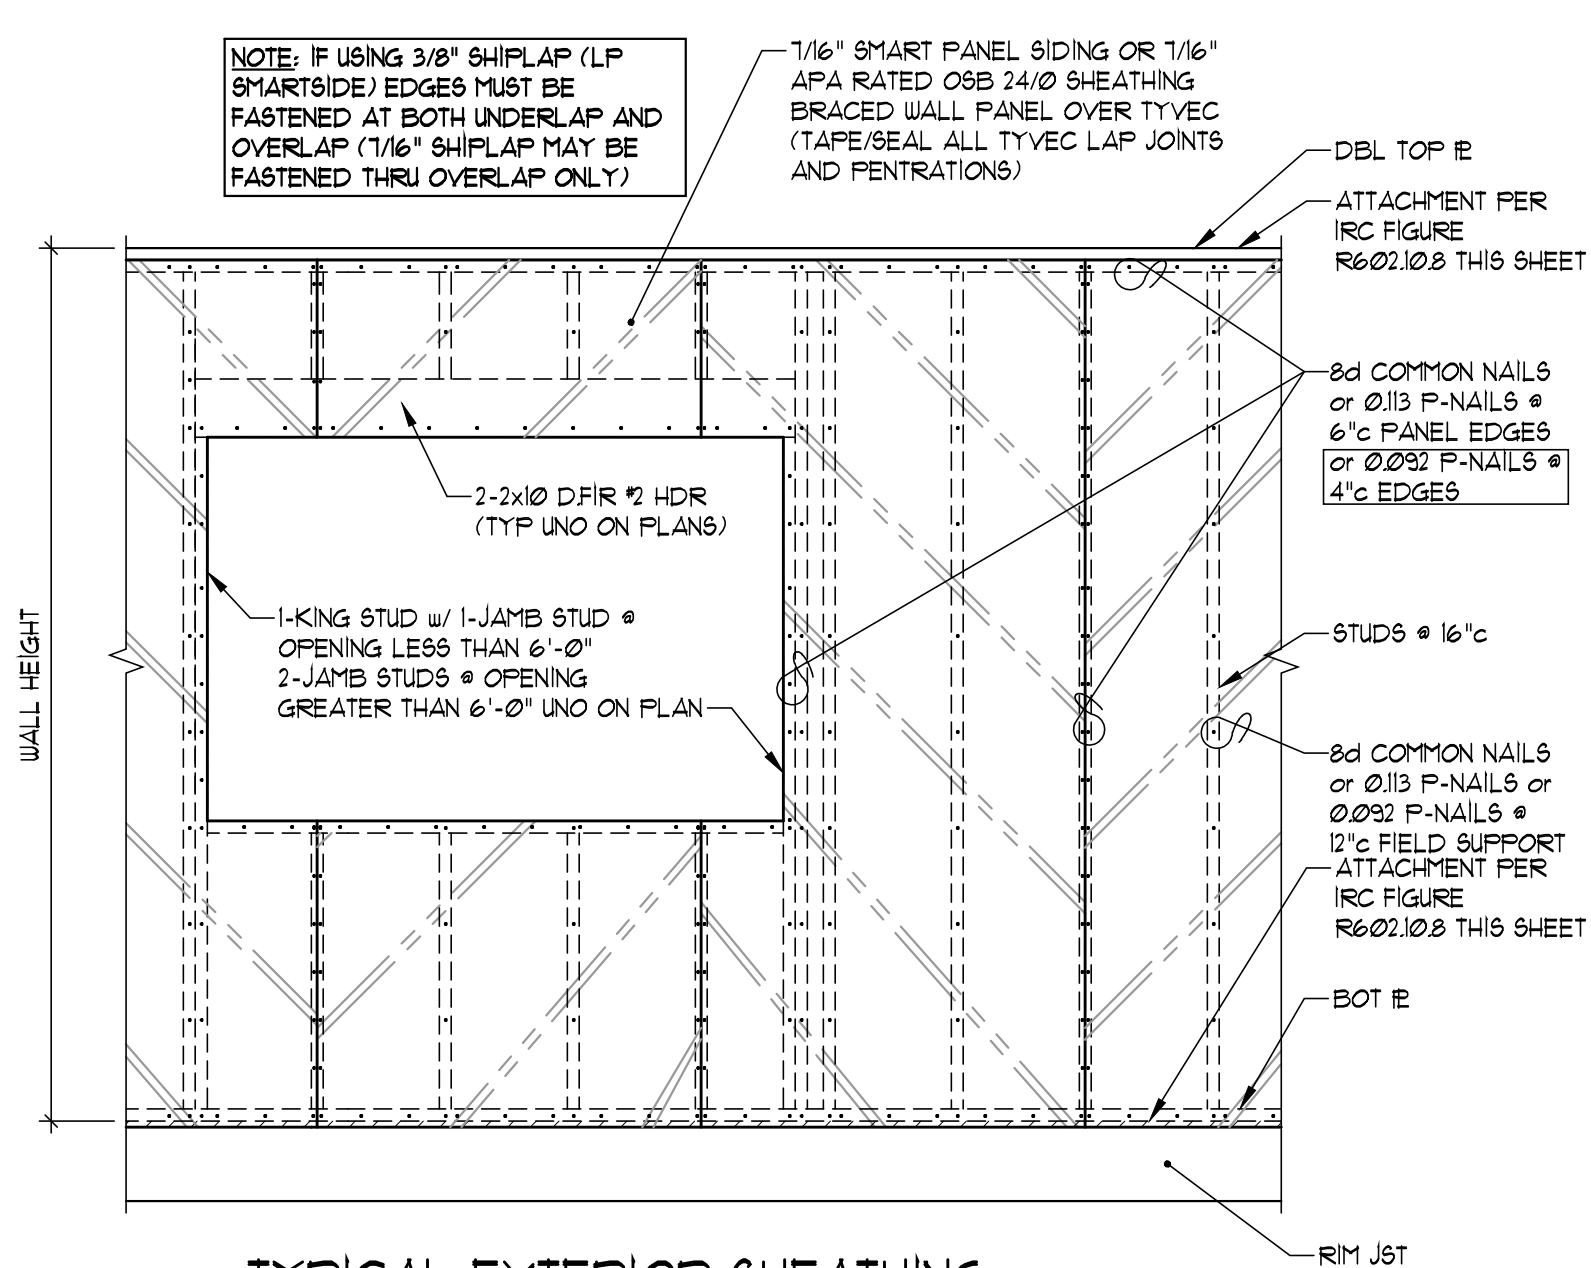 NOTE: IF USING 3/8" SHIPLAP (LP
SMARTSIDE) EDGES MUST BE
FASTENED AT BOTH UNDERLAP AND
OVERLAP (7/16" SHIPLAP MAY BE
FASTENED THRU OVERLAP ONLY)
7/16" SMART PANEL SIDING OR 7/16"
APA RATED OSB 24/0 SHEATHING
BRACED WALL PANEL OVER TYVEC
(TAPE/SEAL ALL TYVEC LAP JOINTS
AND PENTRATIONS)
DBL TOP PL
ATTACHMENT PER
IRC FIGURE
R602.10.8 THIS SHEET
8d COMMON NAILS
or 0.113 P-NAILS @
6"c PANEL EDGES
or 0.092 P-NAILS @
4"c EDGES
2-2x10 D.FIR #2 HDR
(TYP UNO ON PLANS)
1-KING STUD w/ 1-JAMB STUD @
OPENING LESS THAN 6'-0"
2-JAMB STUDS @ OPENING
GREATER THAN 6'-0" UNO ON PLAN
WALL HEIGHT
STUDS @ 16"c
8d COMMON NAILS
or 0.113 P-NAILS or
0.092 P-NAILS @
12"c FIELD SUPPORT
ATTACHMENT PER
IRC FIGURE
R602.10.8 THIS SHEET
BOT PL
RIM JST
TYPICAL EXTERIOR SHEATHING